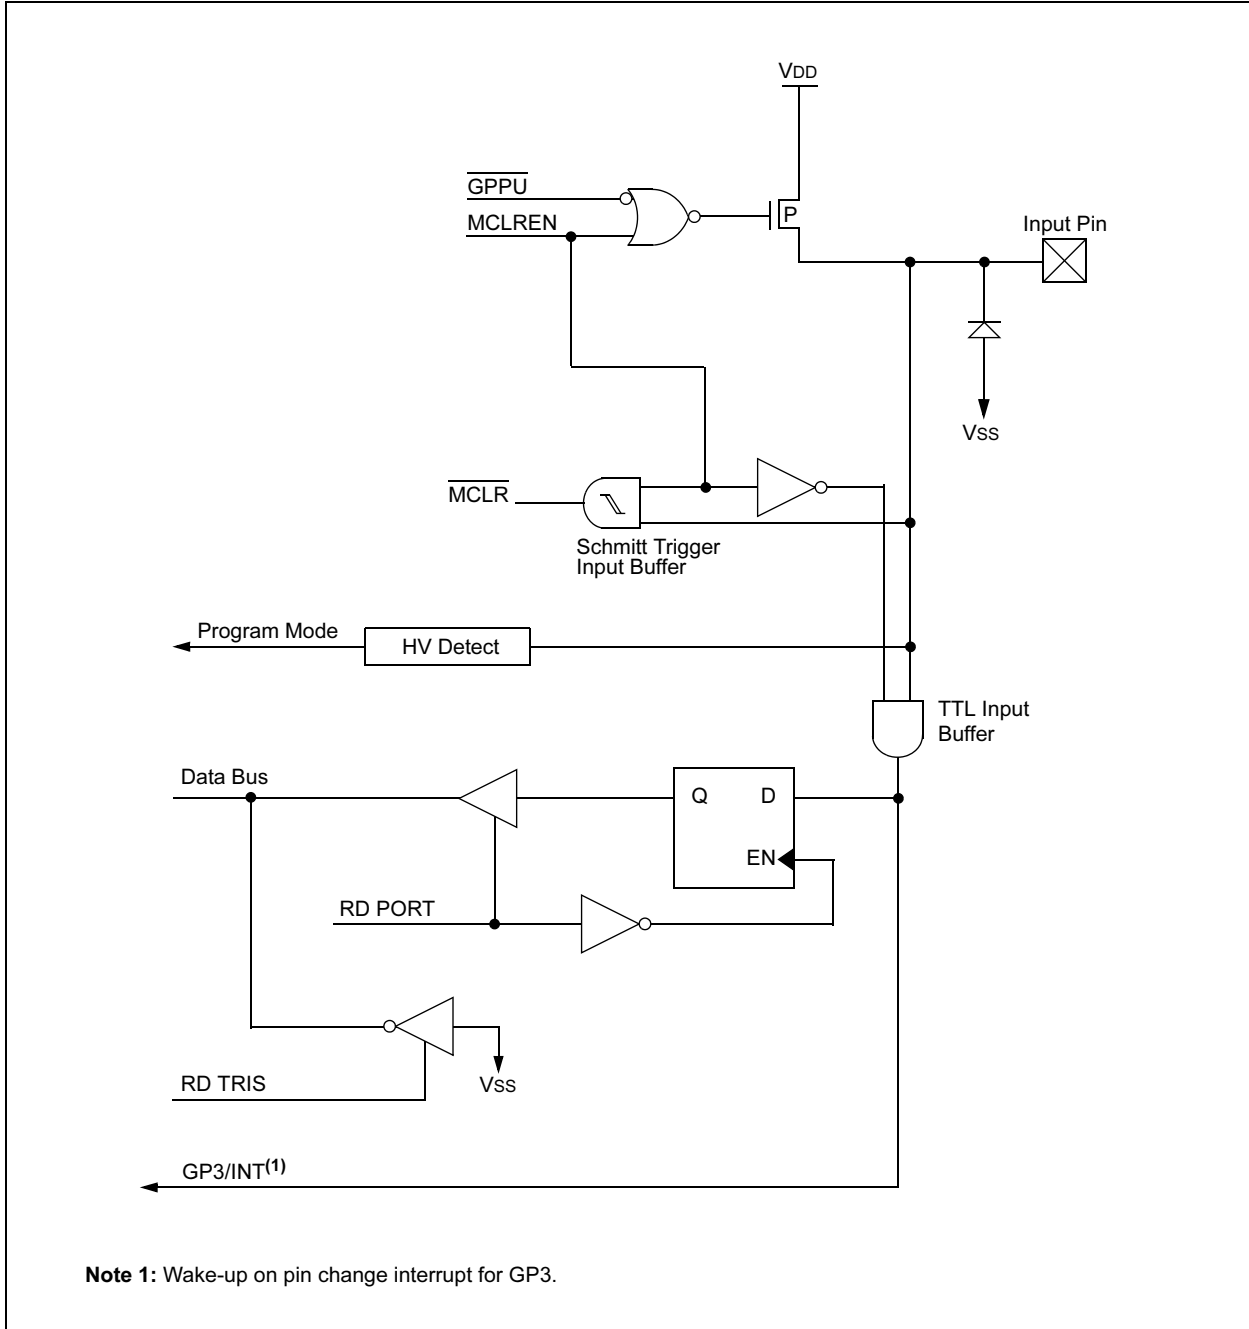 VDD
GPPU
MCLREN
P
Input Pin
VSS
MCLR
Schmitt Trigger
Input Buffer
Program Mode
HV Detect
TTL Input
Buffer
Data Bus
Q D
EN
RD PORT
RD TRIS
VSS
GP3/INT(1)
Note 1: Wake-up on pin change interrupt for GP3.